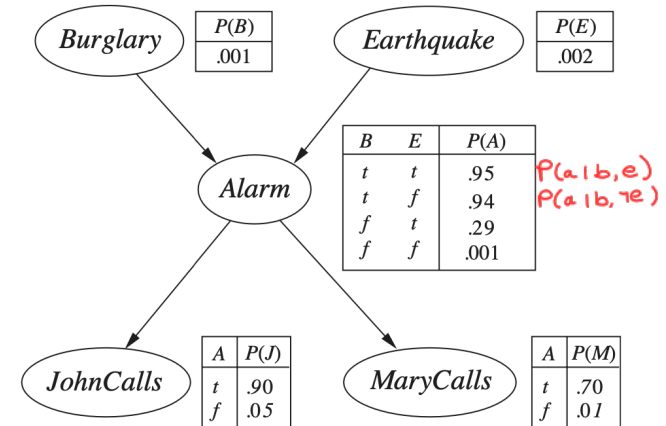 Burglary
P(B)
.001
Earthquake
P(E)
.002
Alarm
B E P(A)
t t .95 P(a|b,e)
t f .94 P(a|b,¬e)
f t .29
f f .001
JohnCalls
A P(J)
t .90
f .05
MaryCalls
A P(M)
t .70
f .01